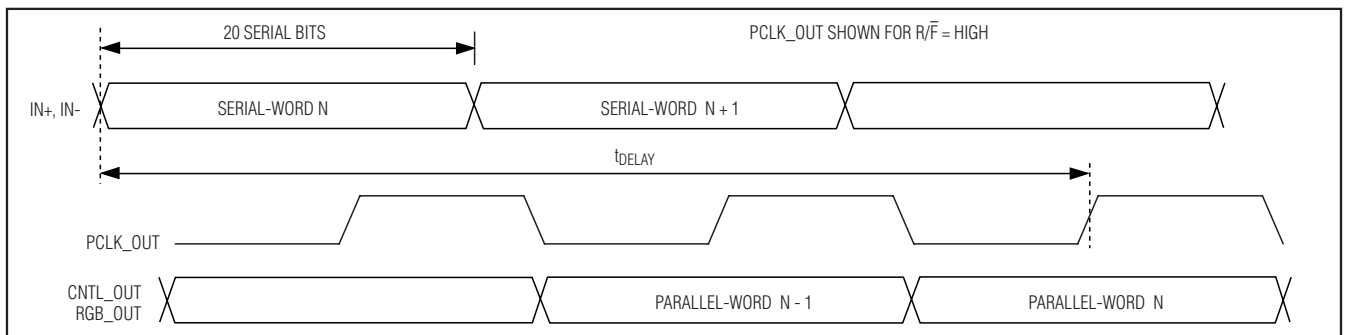 20 SERIAL BITS
PCLK_OUT SHOWN FOR R/F̅ = HIGH
IN+, IN-
SERIAL-WORD N
SERIAL-WORD N + 1
tDELAY
PCLK_OUT
CNTL_OUT
RGB_OUT
PARALLEL-WORD N - 1
PARALLEL-WORD N